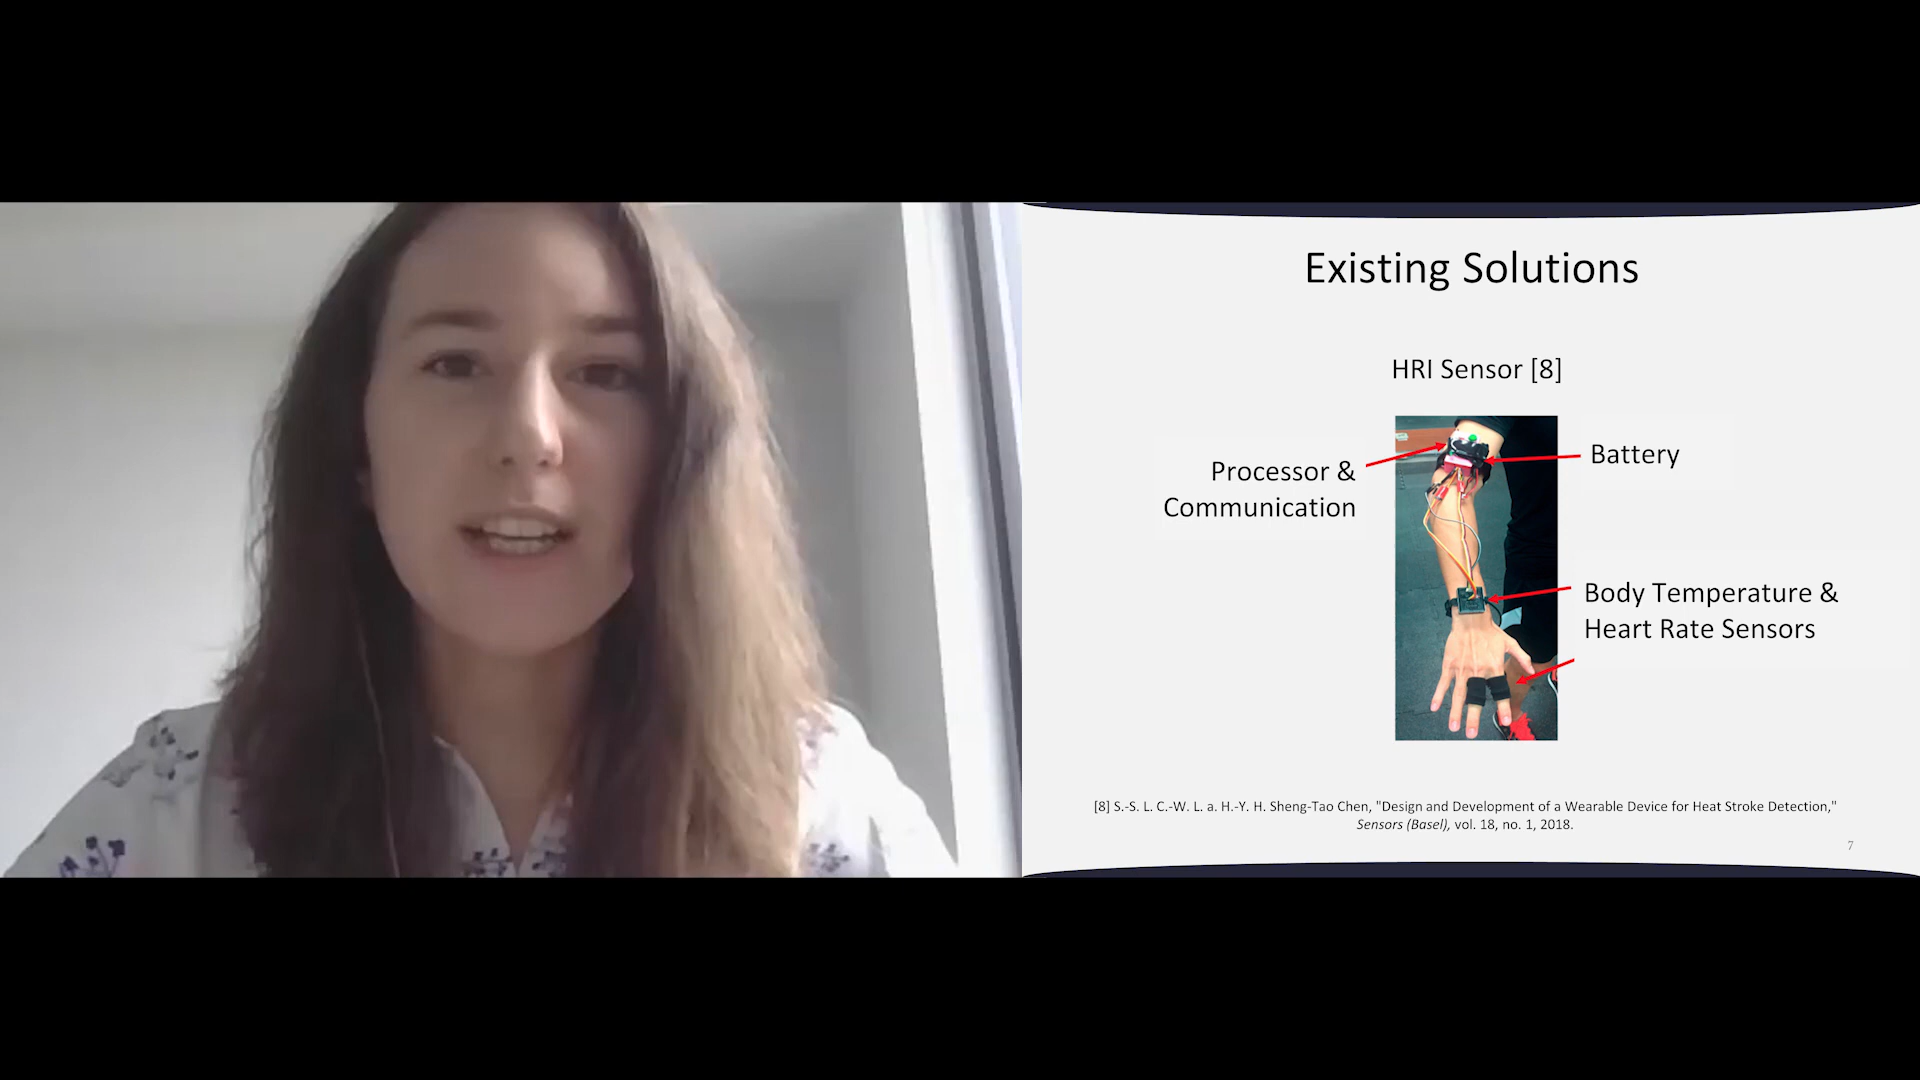 Existing Solutions
HRI Sensor [8]
Processor &
Communication
Battery
Body Temperature &
Heart Rate Sensors
[8] S.-S. L. C.-W. L. a. H.-Y. H. Sheng-Tao Chen, "Design and Development of a Wearable Device for Heat Stroke Detection,"
Sensors (Basel), vol. 18, no. 1, 2018.
7